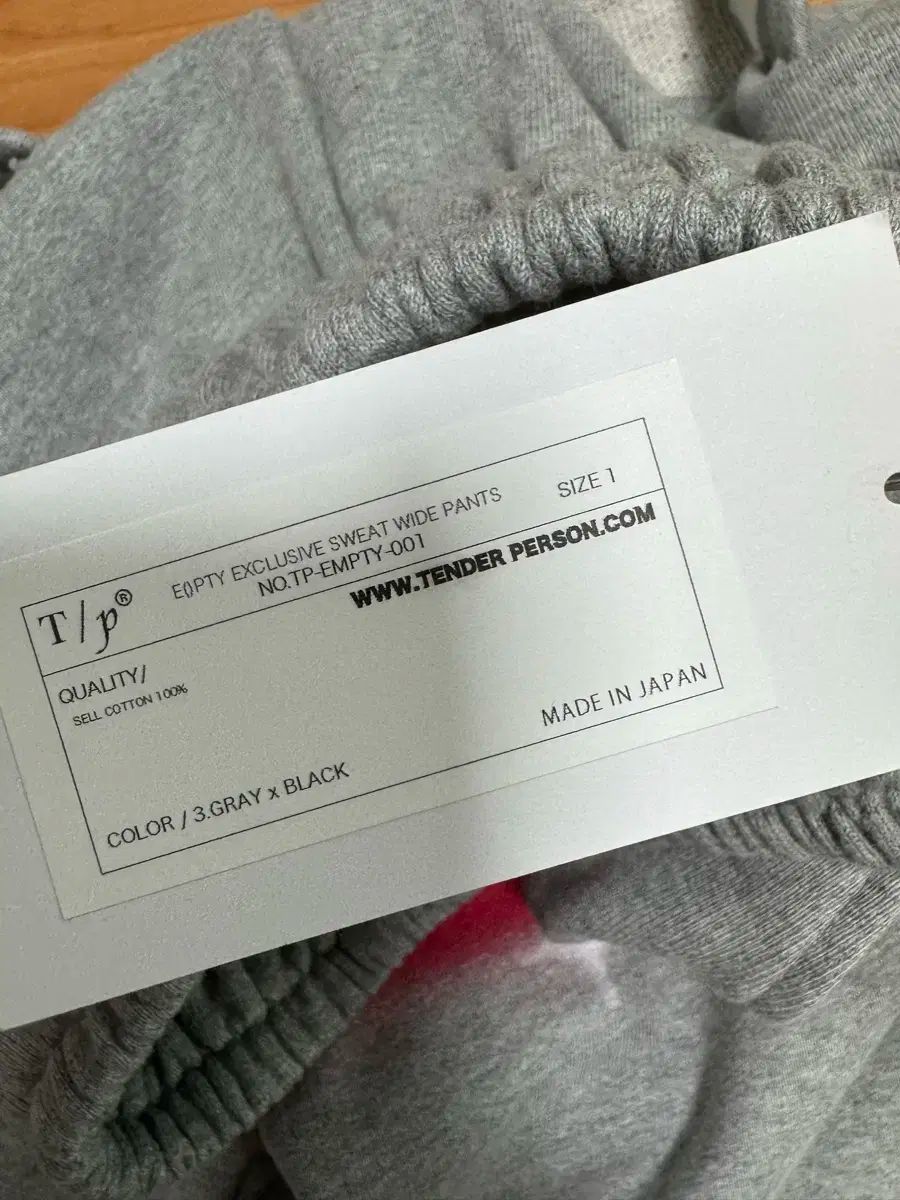 T/p®
E()PTY EXCLUSIVE SWEAT WIDE PANTS SIZE 1
NO.TP-EMPTY-001
WWW.TENDER PERSON.COM
QUALITY/
SELL COTTON 100%
MADE IN JAPAN
COLOR / 3.GRAY x BLACK